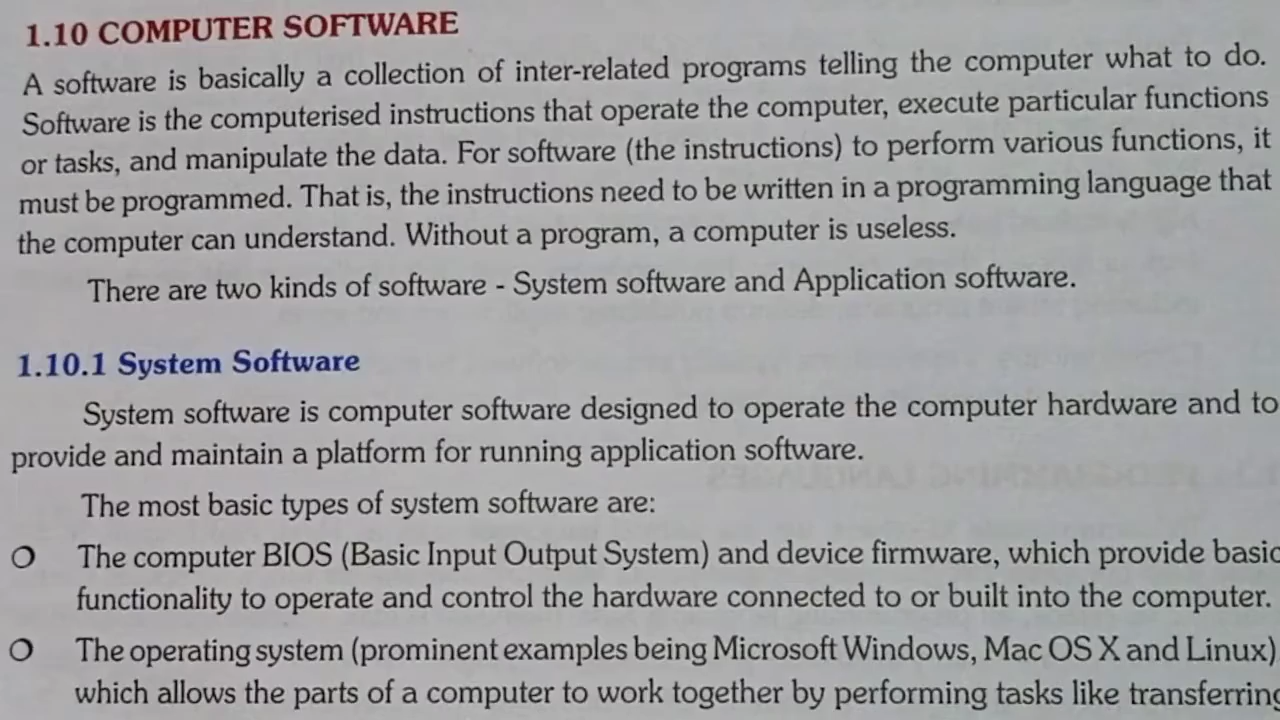 1.10 COMPUTER SOFTWARE
A software is basically a collection of inter-related programs telling the computer what to do.
Software is the computerised instructions that operate the computer, execute particular functions
or tasks, and manipulate the data. For software (the instructions) to perform various functions, it
must be programmed. That is, the instructions need to be written in a programming language that
the computer can understand. Without a program, a computer is useless.
There are two kinds of software - System software and Application software.
1.10.1 System Software
System software is computer software designed to operate the computer hardware and to
provide and maintain a platform for running application software.
The most basic types of system software are:
O The computer BIOS (Basic Input Output System) and device firmware, which provide basic
functionality to operate and control the hardware connected to or built into the computer.
O The operating system (prominent examples being Microsoft Windows, Mac OS X and Linux)
which allows the parts of a computer to work together by performing tasks like transferring